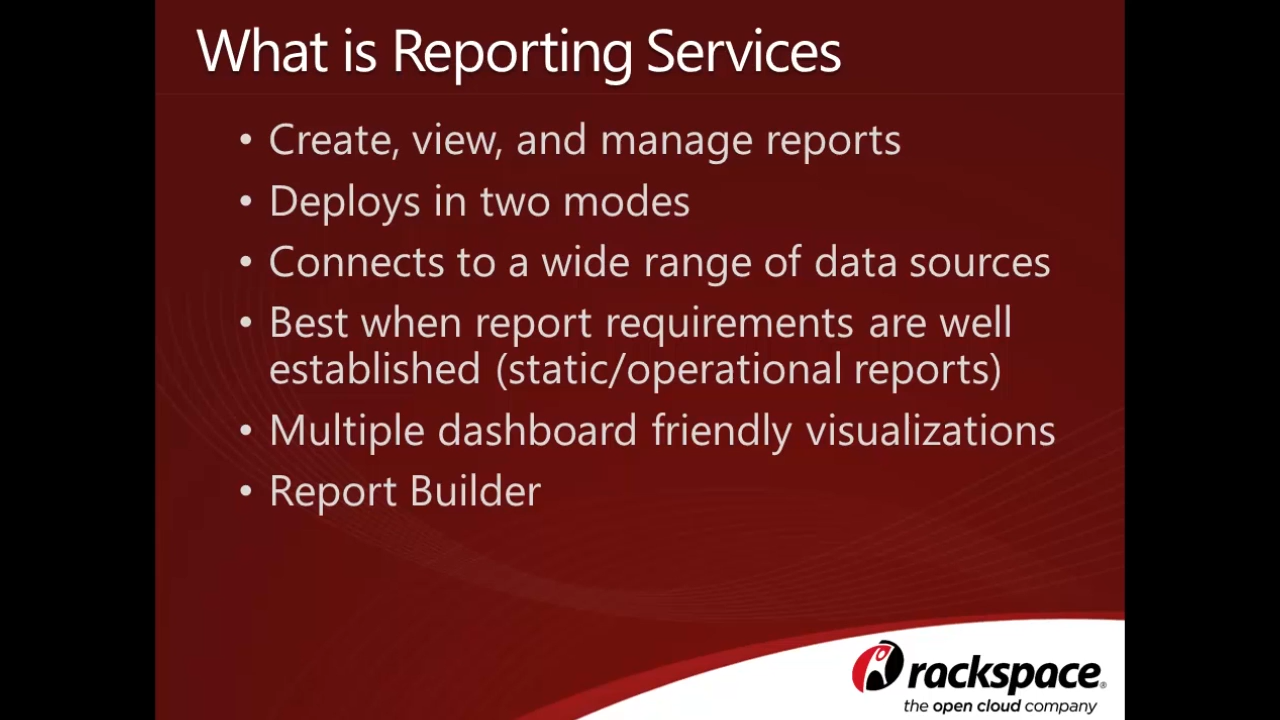 What is Reporting Services
• Create, view, and manage reports
• Deploys in two modes
• Connects to a wide range of data sources
• Best when report requirements are well
established (static/operational reports)
• Multiple dashboard friendly visualizations
• Report Builder
rackspace®
the open cloud company